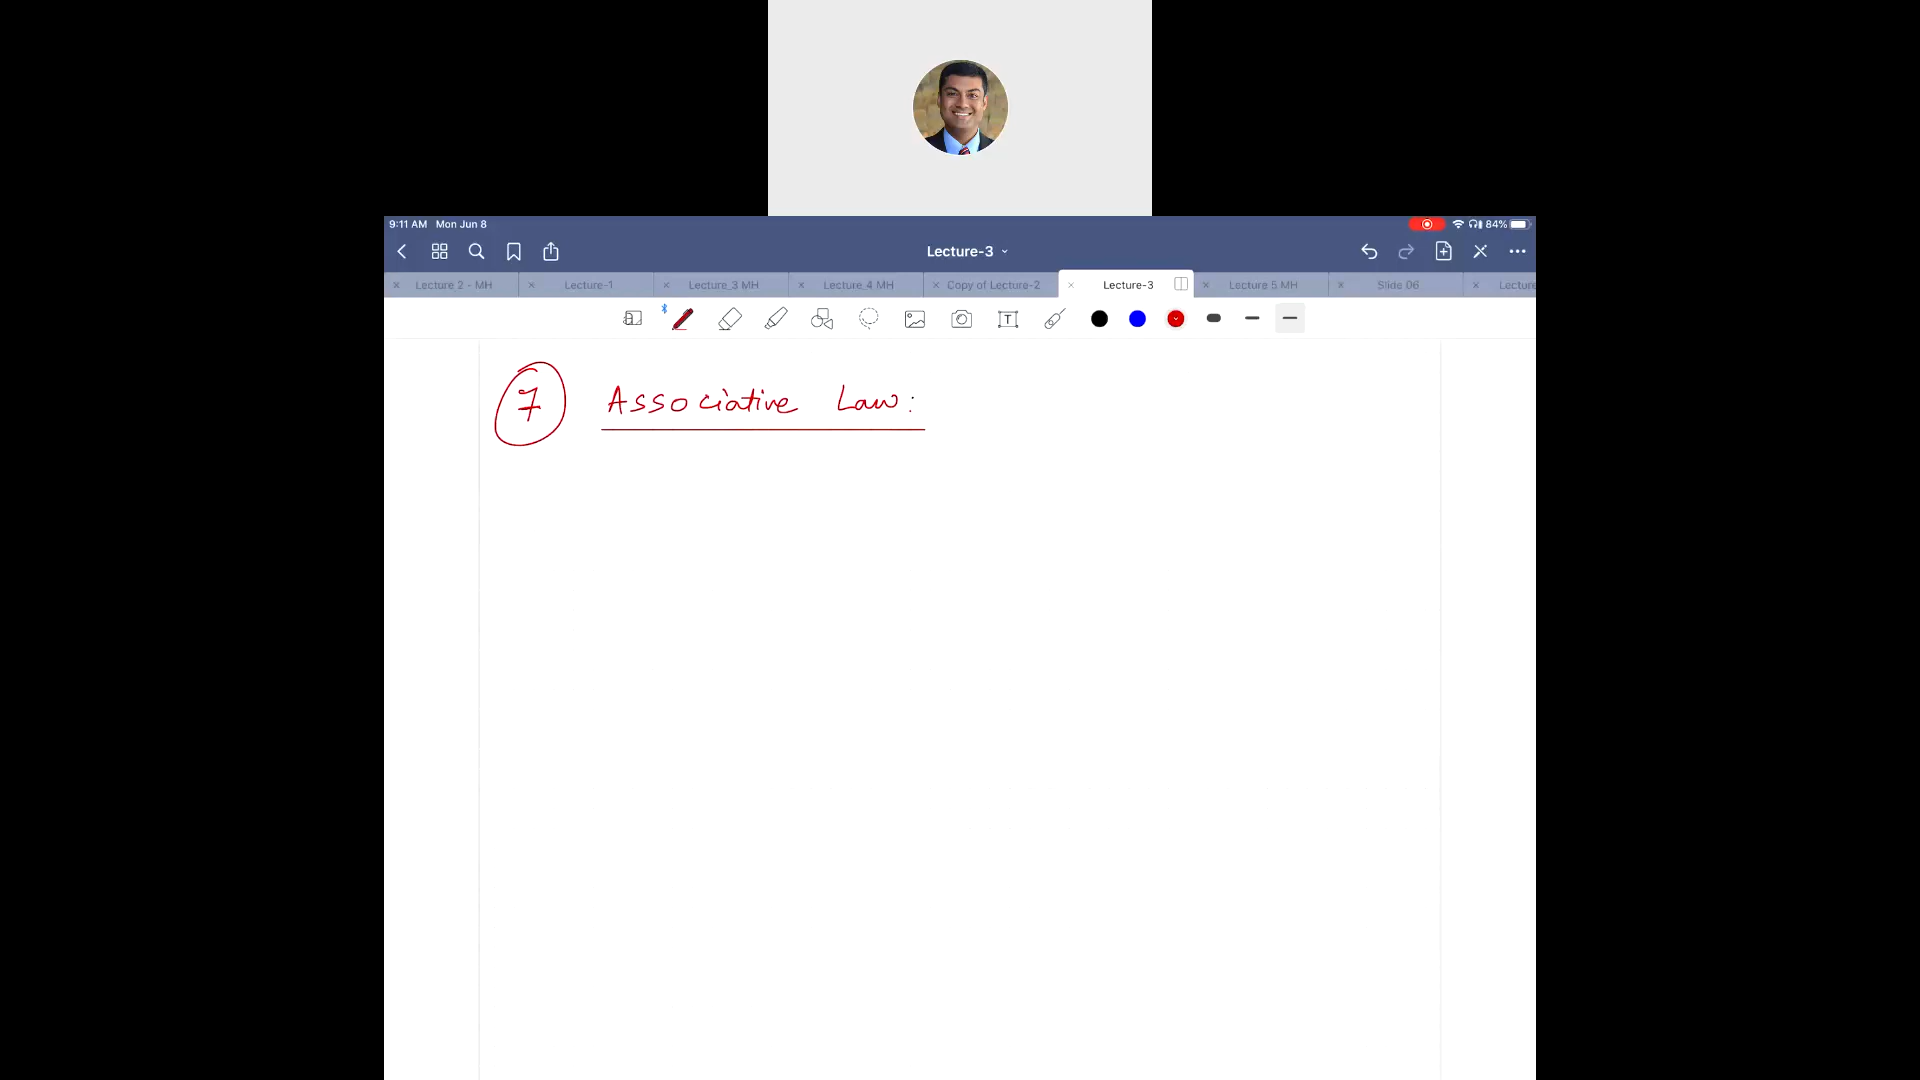 9:11 AM Mon Jun 8
84%
Lecture-3
Lecture 2 - MH
Lecture-1
Lecture_3 MH
Lecture_4 MH
Copy of Lecture-2
Lecture-3
Lecture 5 MH
Slide 06
Lecture
T
7 Associative Law: